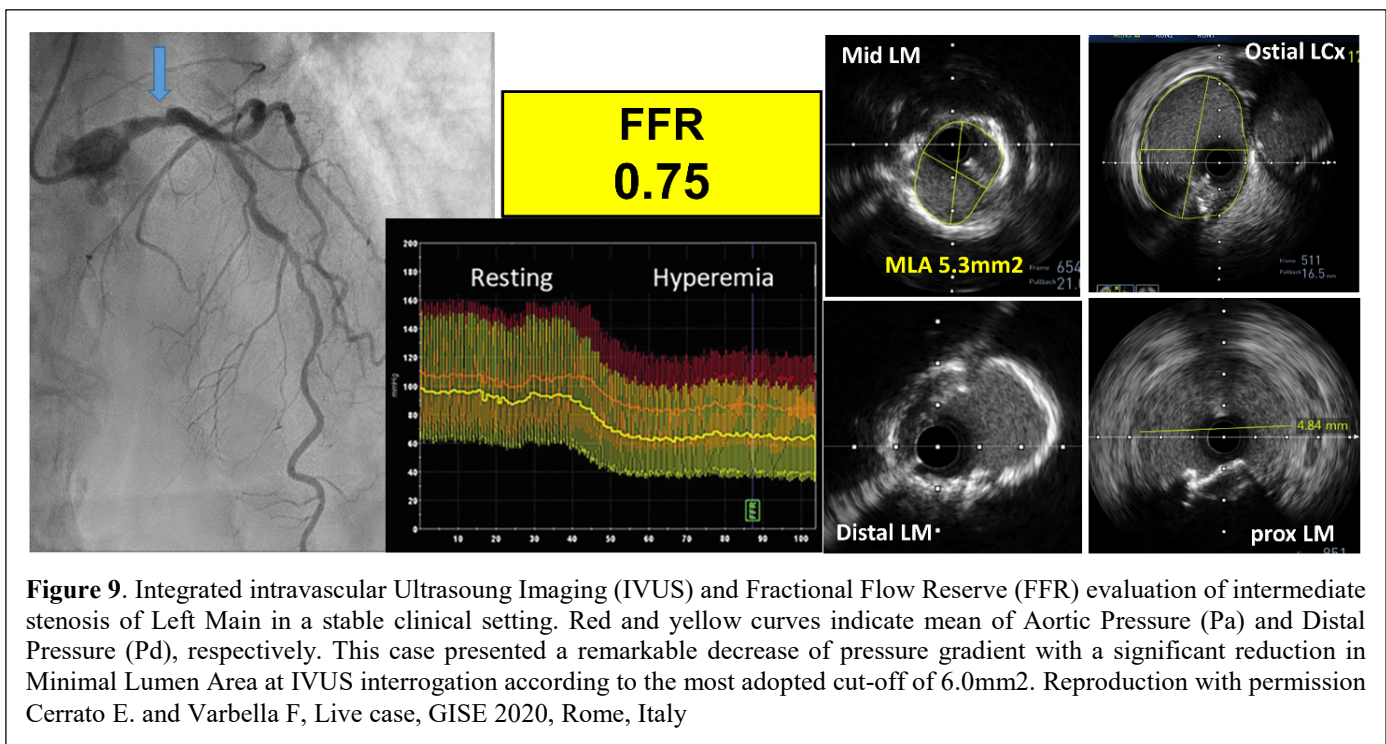 FFR
0.75
Resting Hyperemia
200
180
160
140
120
100
80
60
40
20
0
mmHg
10 20 30 40 50 60 70 80 90 100
FFR
Mid LM
MLA 5.3mm2
Frame 654
Pullback 21.
Ostial LCx
17
Frame 511
Pullback 16.5 mm
Distal LM
4.84 mm
prox LM
Figure 9. Integrated intravascular Ultrasoung Imaging (IVUS) and Fractional Flow Reserve (FFR) evaluation of intermediate
stenosis of Left Main in a stable clinical setting. Red and yellow curves indicate mean of Aortic Pressure (Pa) and Distal
Pressure (Pd), respectively. This case presented a remarkable decrease of pressure gradient with a significant reduction in
Minimal Lumen Area at IVUS interrogation according to the most adopted cut-off of 6.0mm2. Reproduction with permission
Cerrato E. and Varbella F, Live case, GISE 2020, Rome, Italy